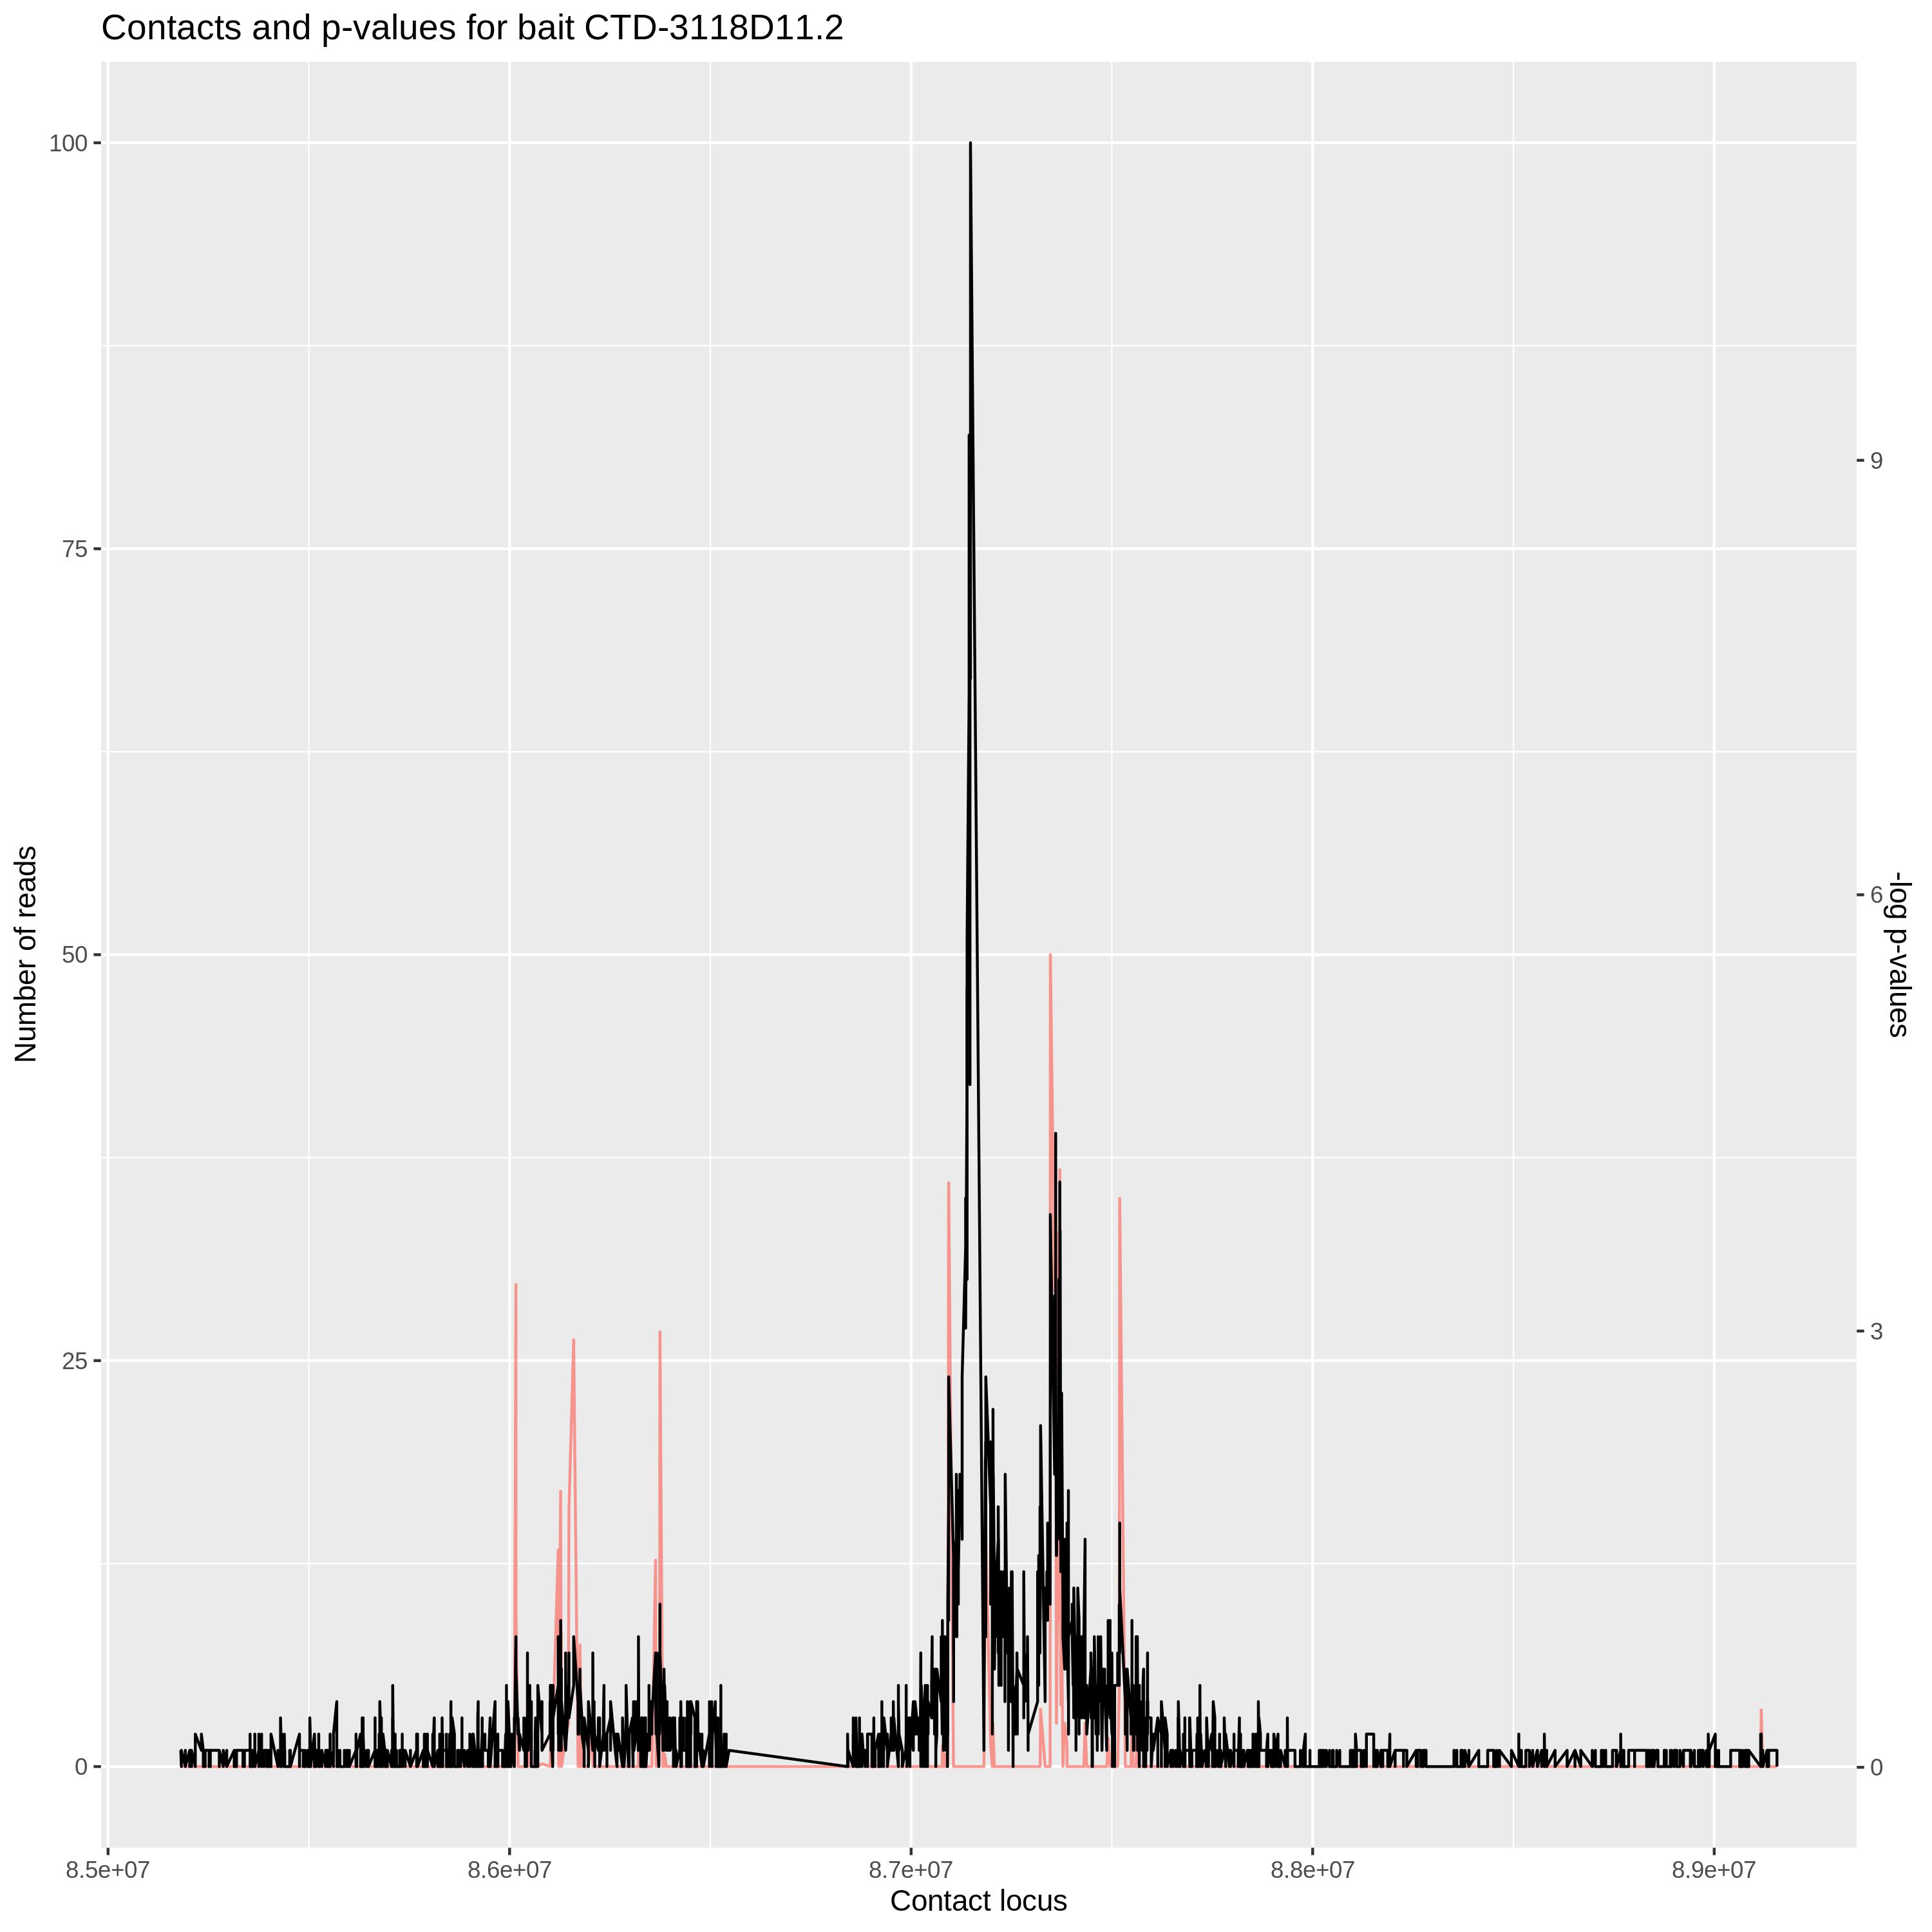 Contacts and p-values for bait CTD-3118D11.2
100
75
50
25
0
Number of reads
9
6
3
0
-log p-values
8.5e+07 8.6e+07 8.7e+07 8.8e+07 8.9e+07
Contact locus